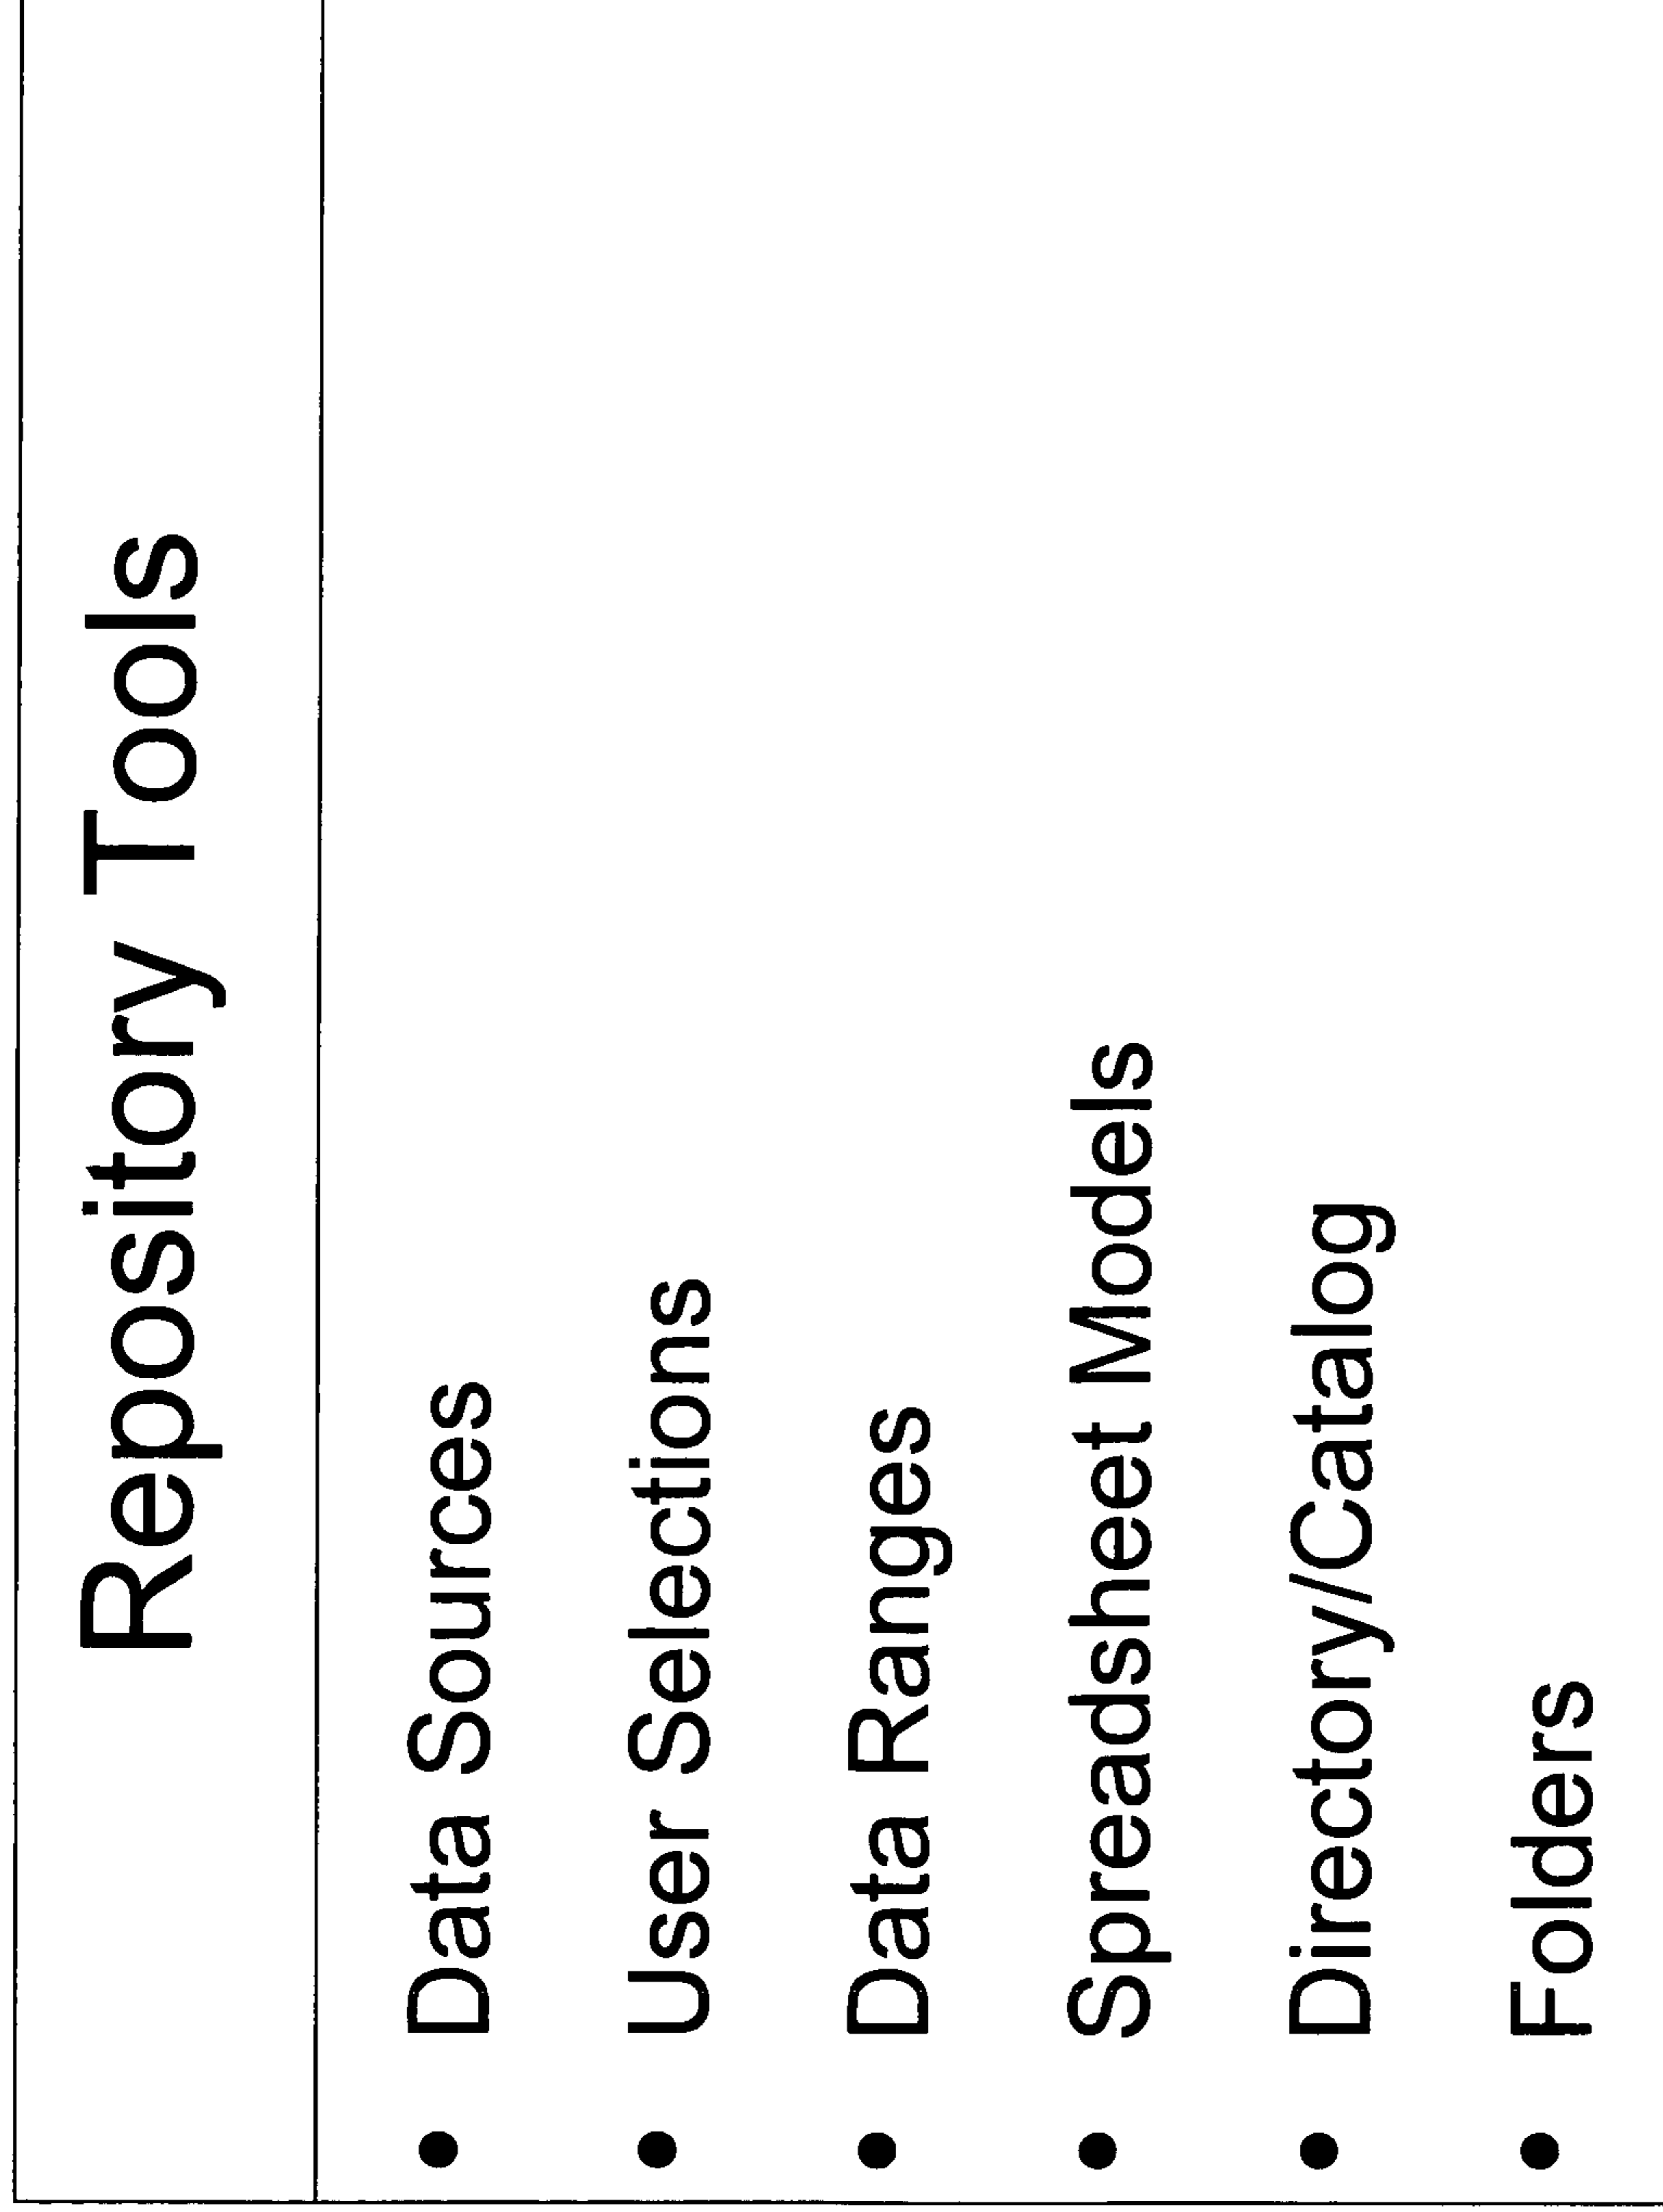 Repository Tools
• Data Sources
• User Selections
• Data Ranges
• Spreadsheet Models
• Directory/Catalog
• Folders